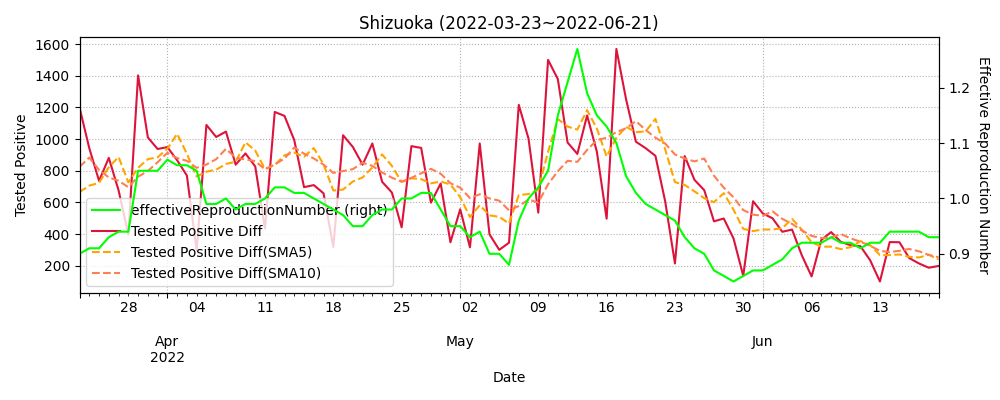 Shizuoka (2022-03-23~2022-06-21)
1600
1400
1200
1000
800
600
400
200
Tested Positive
1.2
1.1
1.0
0.9
Effective Reproduction Number
effectiveReproductionNumber (right)
Tested Positive Diff
Tested Positive Diff(SMA5)
Tested Positive Diff(SMA10)
28 04 11 18 25 02 09 16 23 30 06 13
Apr May Jun
2022
Date